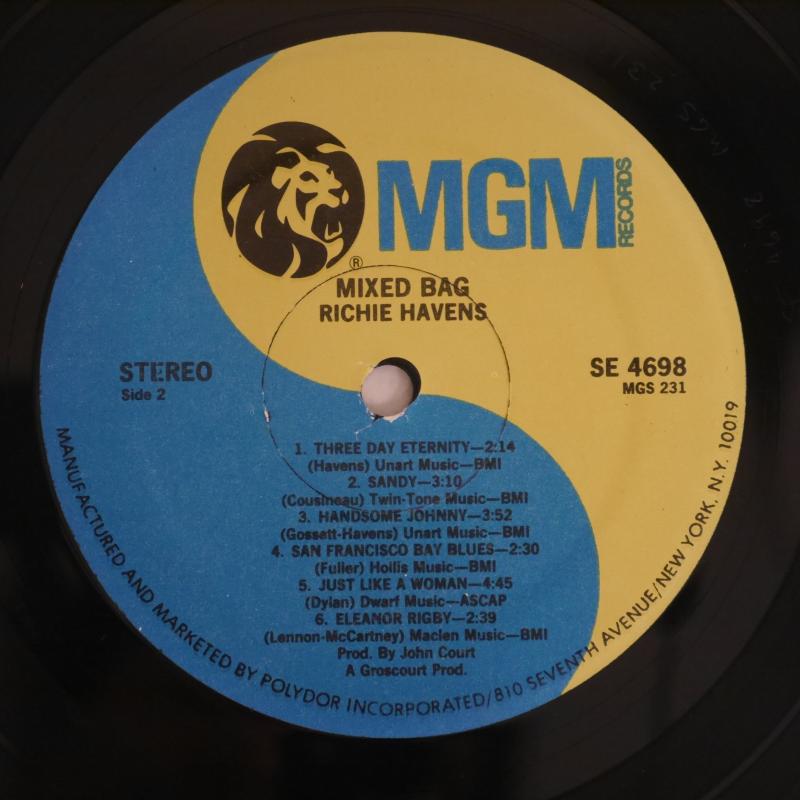 MGM RECORDS
®
MIXED BAG
RICHIE HAVENS
STEREO
Side 2
SE 4698
MGS 231
1. THREE DAY ETERNITY—2:14
(Havens) Unart Music—BMI
2. SANDY—3:10
(Cousineau) Twin-Tone Music—BMI
3. HANDSOME JOHNNY—3:52
(Gossatt-Havens) Unart Music—BMI
4. SAN FRANCISCO BAY BLUES—2:30
(Fuller) Hollis Music—BMI
5. JUST LIKE A WOMAN—4:45
(Dylan) Dwarf Music—ASCAP
6. ELEANOR RIGBY—2:39
(Lennon-McCartney) Maclen Music—BMI
Prod. By John Court
A Groscourt Prod.
MANUFACTURED AND MARKETED BY POLYDOR INCORPORATED/810 SEVENTH AVENUE/NEW YORK, N.Y. 10019
MGS 231